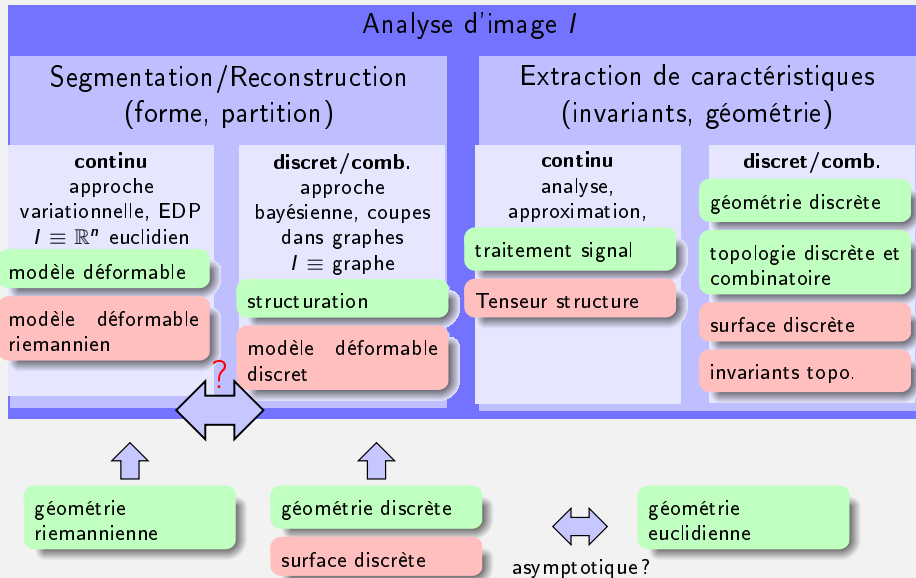 Analyse d'image I
Segmentation/Reconstruction
(forme, partition)
continu
approche
variationnelle, EDP
I ≡ ℝⁿ euclidien
modèle déformable
modèle déformable
riemannien
discret/comb.
approche
bayésienne, coupes
dans graphes
I ≡ graphe
structuration
modèle déformable
discret
?
Extraction de caractéristiques
(invariants, géométrie)
continu
analyse,
approximation,
traitement signal
Tenseur structure
discret/comb.
géométrie discrète
topologie discrète et
combinatoire
surface discrète
invariants topo.
géométrie
riemannienne
géométrie discrète
surface discrète
asymptotique?
géométrie
euclidienne